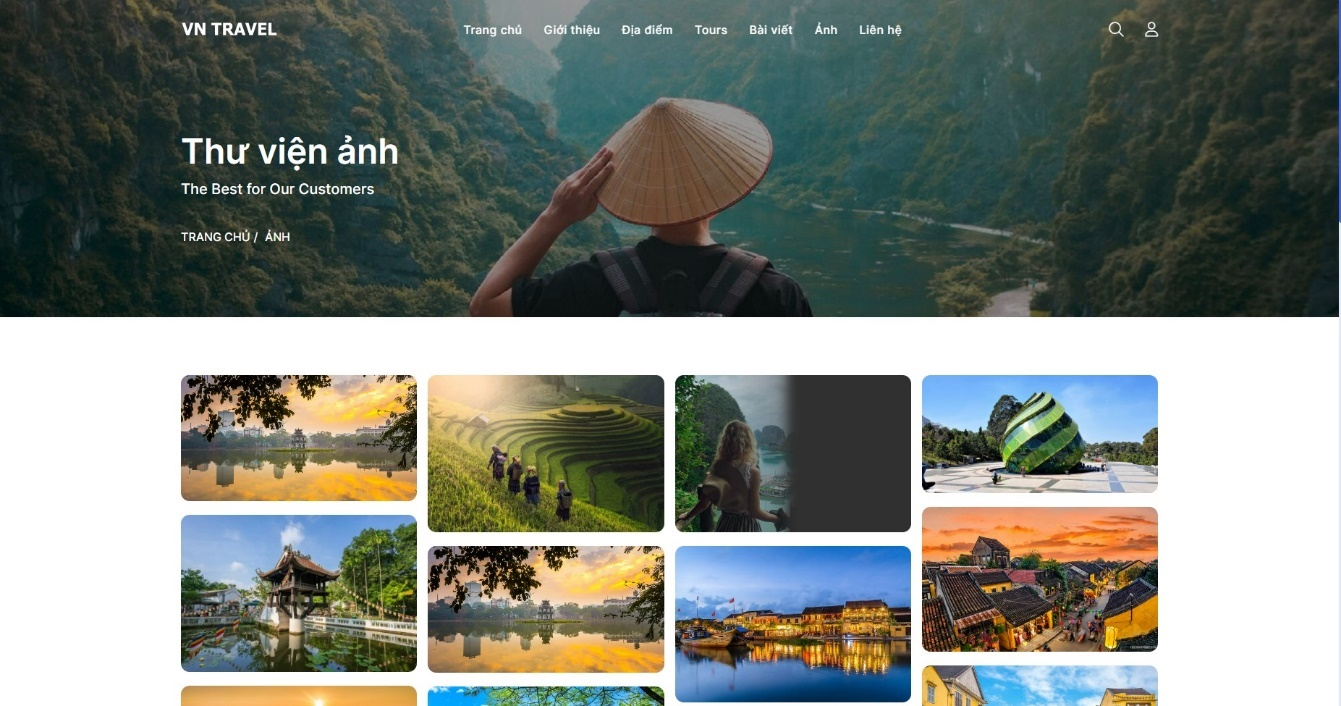 VN TRAVEL
Trang chủ Giới thiệu Địa điểm Tours Bài viết Ảnh Liên hệ
Thư viện ảnh
The Best for Our Customers
TRANG CHỦ / ẢNH